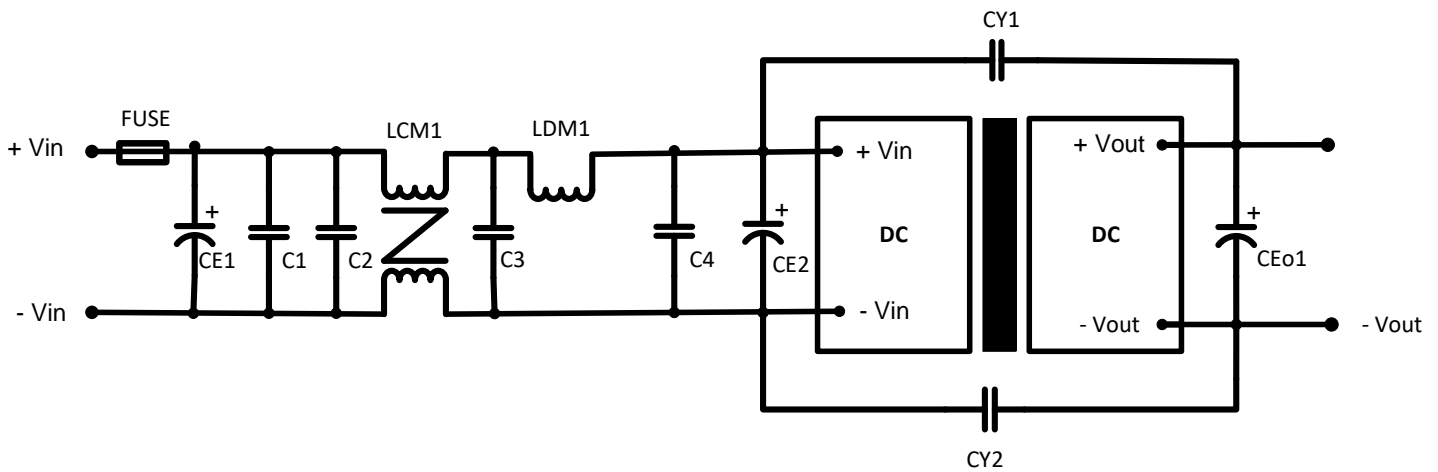 CY1
FUSE
LCM1
LDM1
+ Vin
+ Vin
+ Vout
+
+
+
DC
DC
CE1
C1
C2
C3
C4
CE2
CEo1
- Vin
- Vin
- Vout
- Vout
CY2